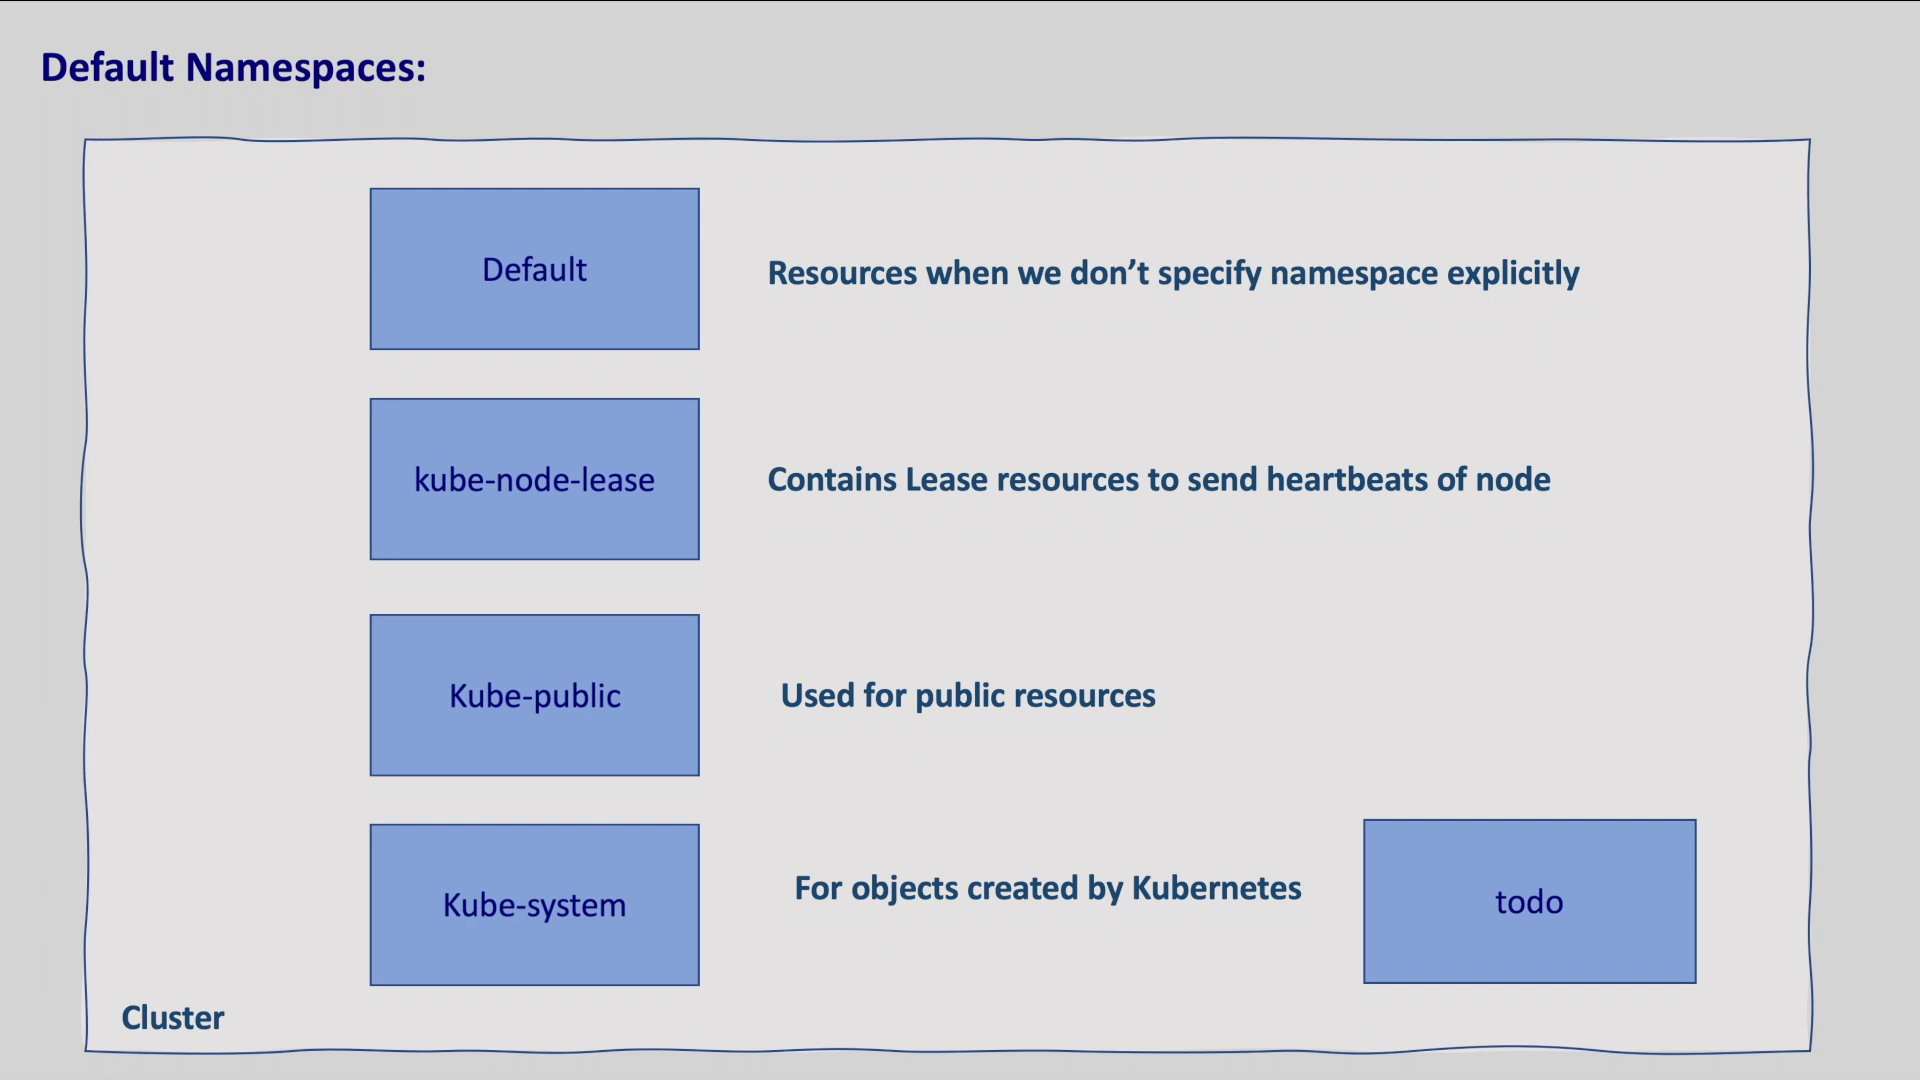 Default Namespaces:
Default
Resources when we don’t specify namespace explicitly
kube-node-lease
Contains Lease resources to send heartbeats of node
Kube-public
Used for public resources
Kube-system
For objects created by Kubernetes
todo
Cluster